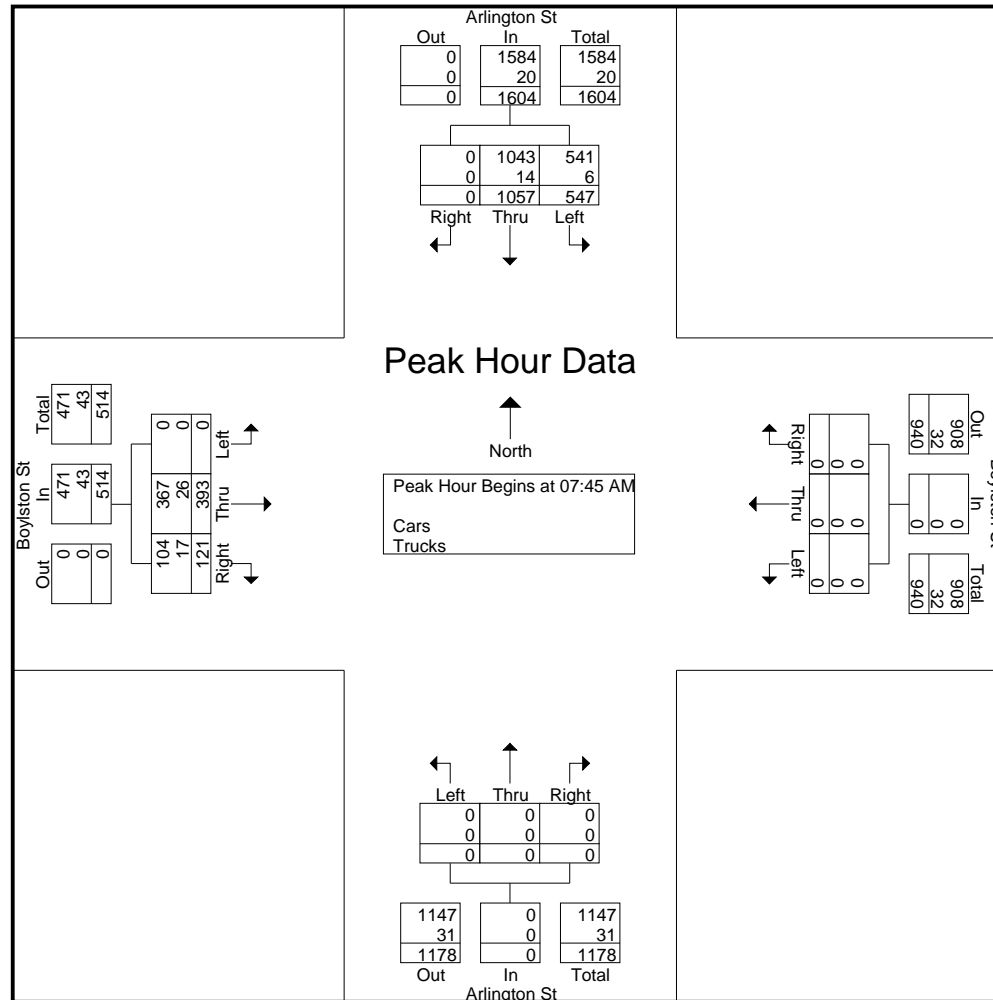 Arlington St
Out In Total
0 1584 1584
0 20 20
0 1604 1604
0 1043 541
0 14 6
0 1057 547
Right Thru Left
Peak Hour Data
North
Peak Hour Begins at 07:45 AM
Cars
Trucks
Boylston St
Total In Out
471 471 0
43 43 0
514 514 0
Left Thru Right
0 367 104
0 26 17
0 393 121
Right Thru Left
0 0 0
0 0 0
0 0 0
Out In Total
908 0 908
32 0 32
940 0 940
Left Thru Right
0 0 0
0 0 0
0 0 0
1147 0 1147
31 0 31
1178 0 1178
Out In Total
Arlington St